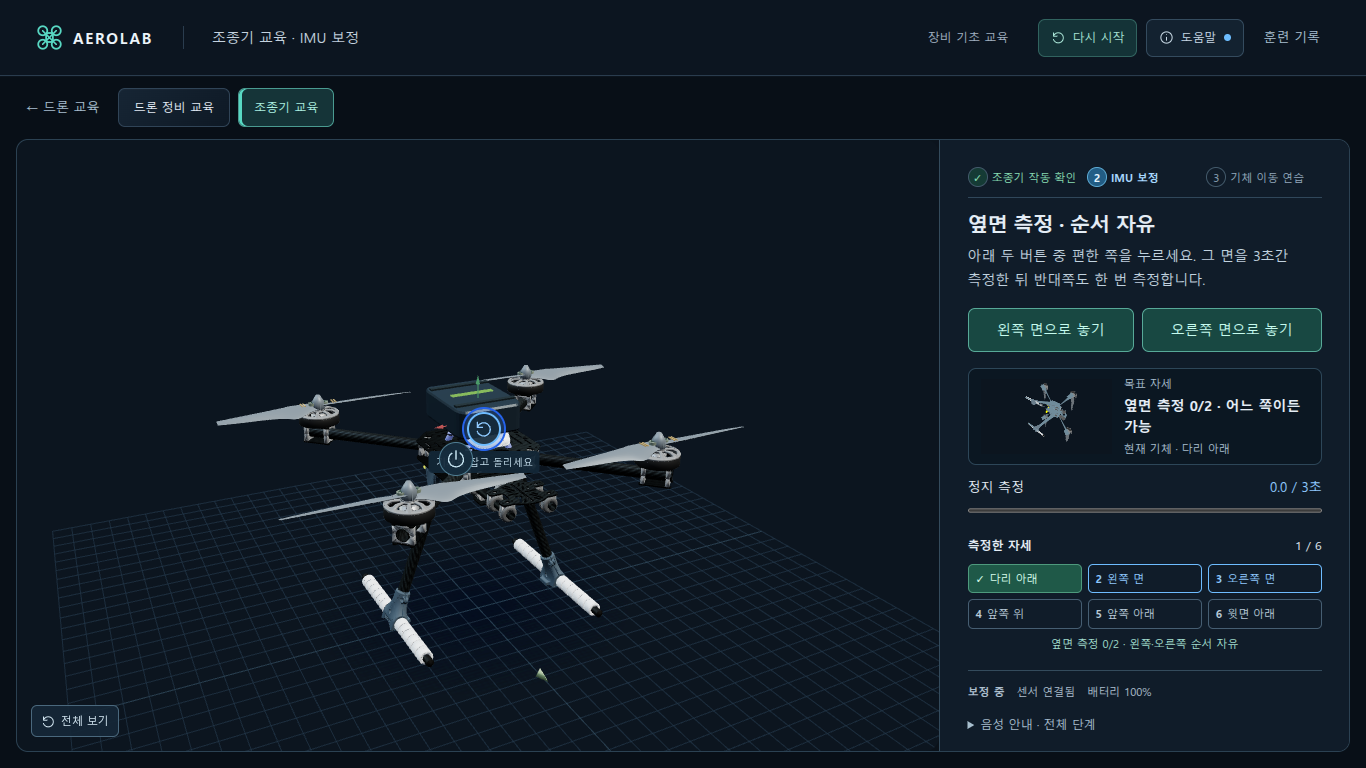 AEROLAB
조종기 교육 · IMU 보정
장비 기초 교육
다시 시작
도움말
훈련 기록
← 드론 교육
드론 정비 교육
조종기 교육
✓ 조종기 작동 확인
2 IMU 보정
3 기체 이동 연습
옆면 측정 · 순서 자유
아래 두 버튼 중 편한 쪽을 누르세요. 그 면을 3초간
측정한 뒤 반대쪽도 한 번 측정합니다.
왼쪽 면으로 놓기
오른쪽 면으로 놓기
목표 자세
옆면 측정 0/2 · 어느 쪽이든
가능
현재 기체 · 다리 아래
정지 측정
0.0 / 3초
측정한 자세
1 / 6
✓ 다리 아래
2 왼쪽 면
3 오른쪽 면
4 앞쪽 위
5 앞쪽 아래
6 윗면 아래
옆면 측정 0/2 · 왼쪽·오른쪽 순서 자유
보정 중
센서 연결됨
배터리 100%
▶ 음성 안내 · 전체 단계
잡고 돌리세요
전체 보기